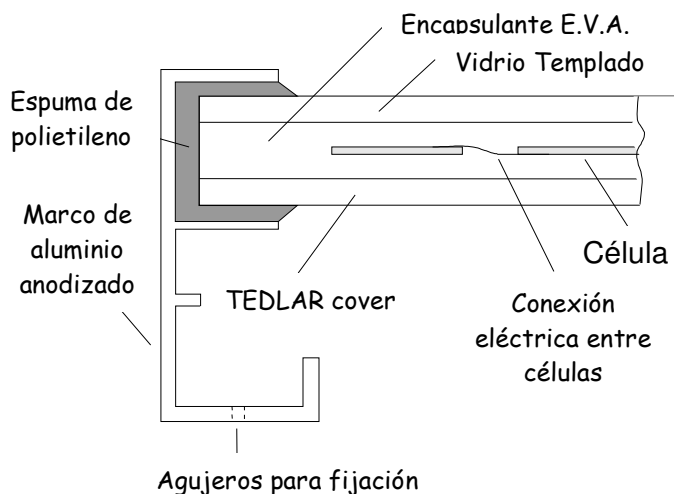 Encapsulante E.V.A.
Vidrio Templado
Espuma de
polietileno
Marco de
aluminio
anodizado
TEDLAR cover
Célula
Conexión
eléctrica entre
células
Agujeros para fijación